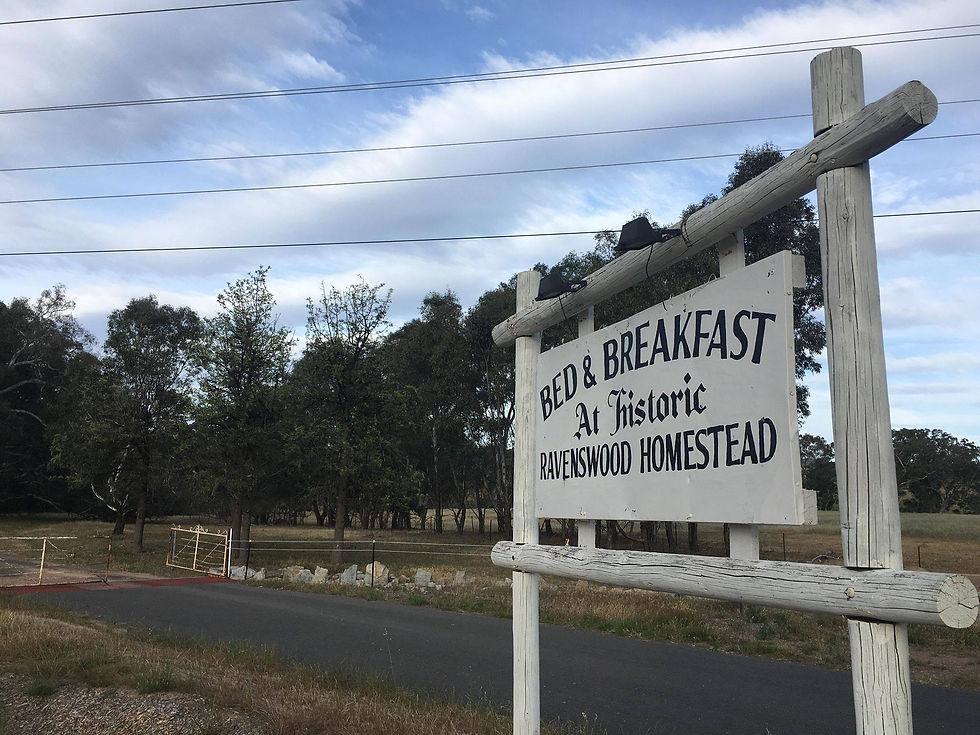 BED & BREAKFAST
At Historic
RAVENSWOOD HOMESTEAD